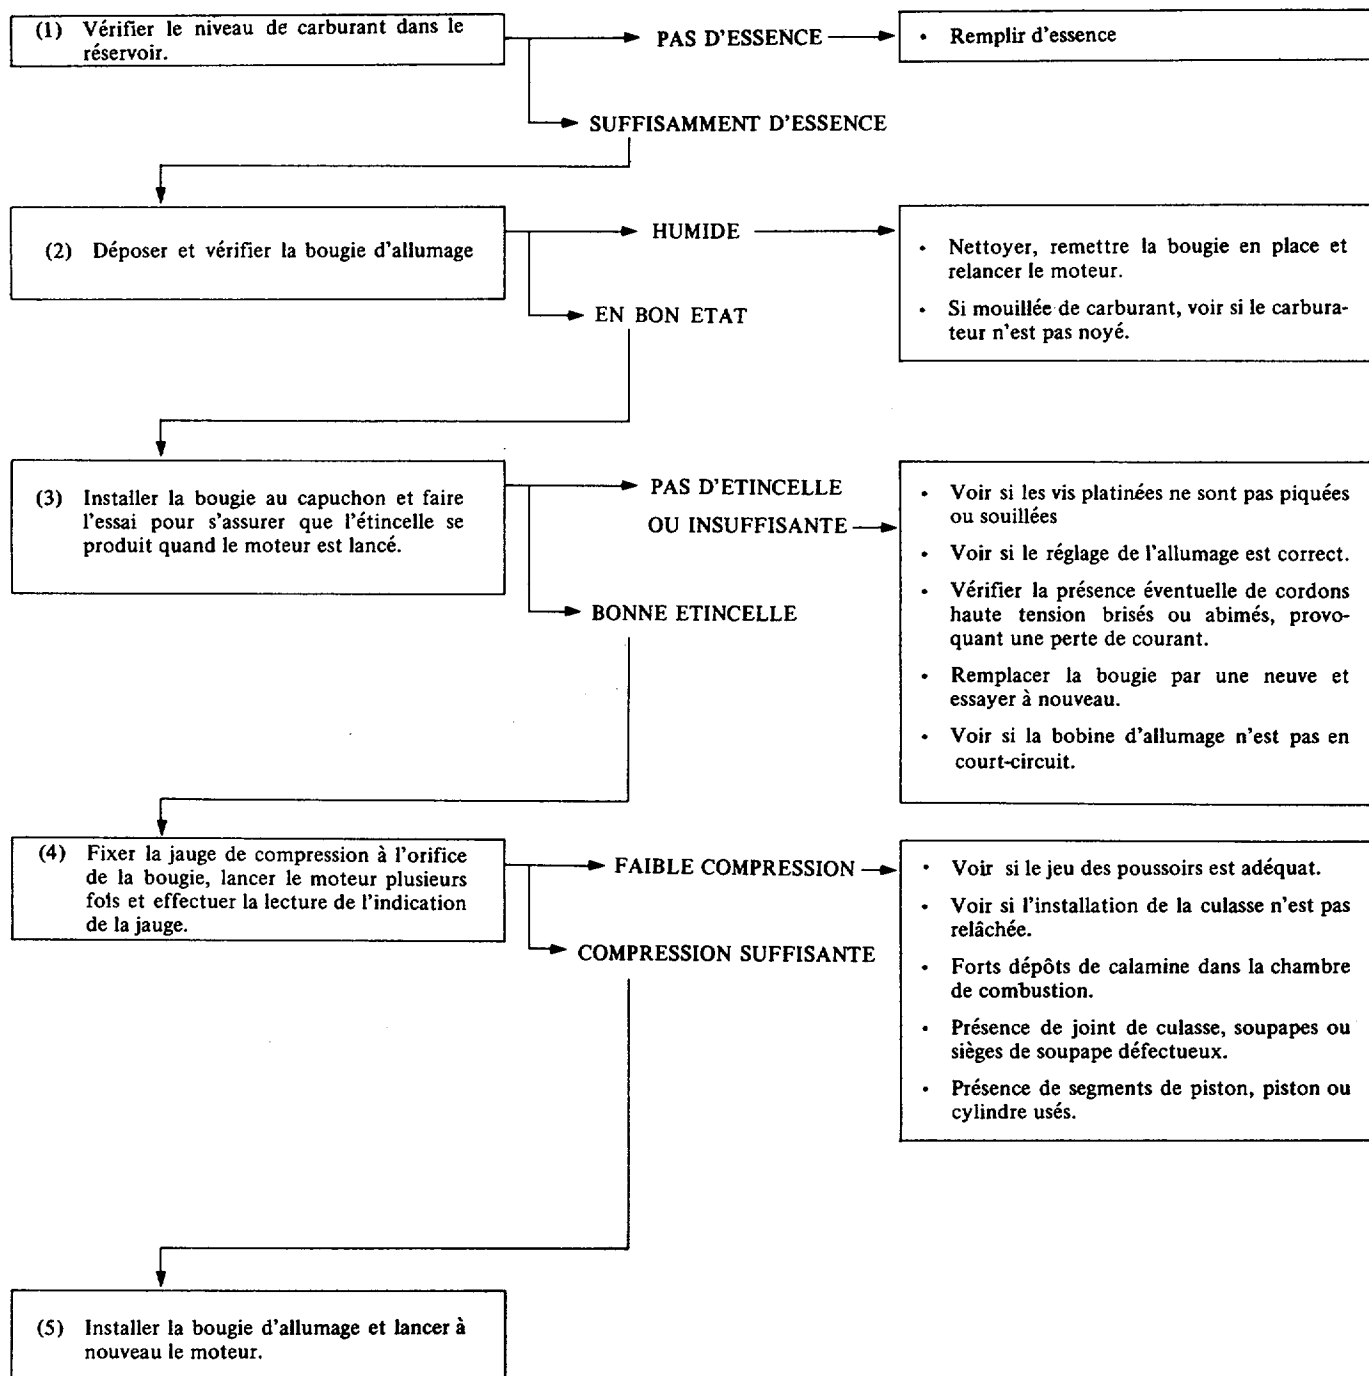 (1) Vérifier le niveau de carburant dans le
réservoir.
PAS D'ESSENCE
• Remplir d'essence
SUFFISAMMENT D'ESSENCE
(2) Déposer et vérifier la bougie d'allumage
HUMIDE
• Nettoyer, remettre la bougie en place et
relancer le moteur.
• Si mouillée de carburant, voir si le carbura-
teur n'est pas noyé.
EN BON ETAT
(3) Installer la bougie au capuchon et faire
l'essai pour s'assurer que l'étincelle se
produit quand le moteur est lancé.
PAS D'ETINCELLE
OU INSUFFISANTE
• Voir si les vis platinées ne sont pas piquées
ou souillées
• Voir si le réglage de l'allumage est correct.
• Vérifier la présence éventuelle de cordons
haute tension brisés ou abimés, provo-
quant une perte de courant.
• Remplacer la bougie par une neuve et
essayer à nouveau.
• Voir si la bobine d'allumage n'est pas en
court-circuit.
BONNE ETINCELLE
(4) Fixer la jauge de compression à l'orifice
de la bougie, lancer le moteur plusieurs
fois et effectuer la lecture de l'indication
de la jauge.
FAIBLE COMPRESSION
• Voir si le jeu des poussoirs est adéquat.
• Voir si l'installation de la culasse n'est pas
relâchée.
• Forts dépôts de calamine dans la chambre
de combustion.
• Présence de joint de culasse, soupapes ou
sièges de soupape défectueux.
• Présence de segments de piston, piston ou
cylindre usés.
COMPRESSION SUFFISANTE
(5) Installer la bougie d'allumage et lancer à
nouveau le moteur.